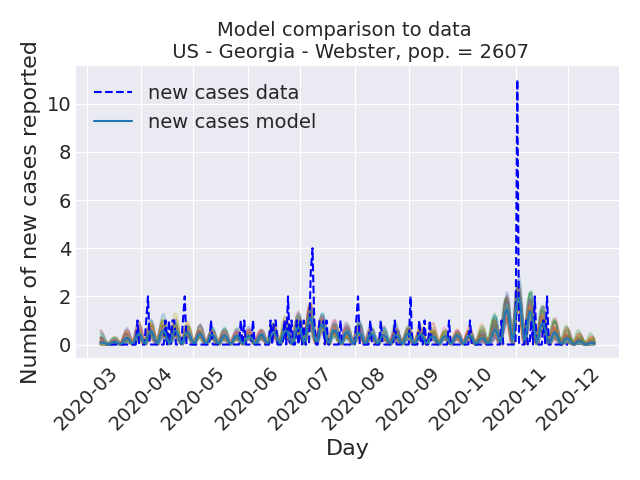 Model comparison to data
US - Georgia - Webster, pop. = 2607
Number of new cases reported
10
8
6
4
2
0
new cases data
new cases model
2020-03
2020-04
2020-05
2020-06
2020-07
2020-08
2020-09
2020-10
2020-11
2020-12
Day